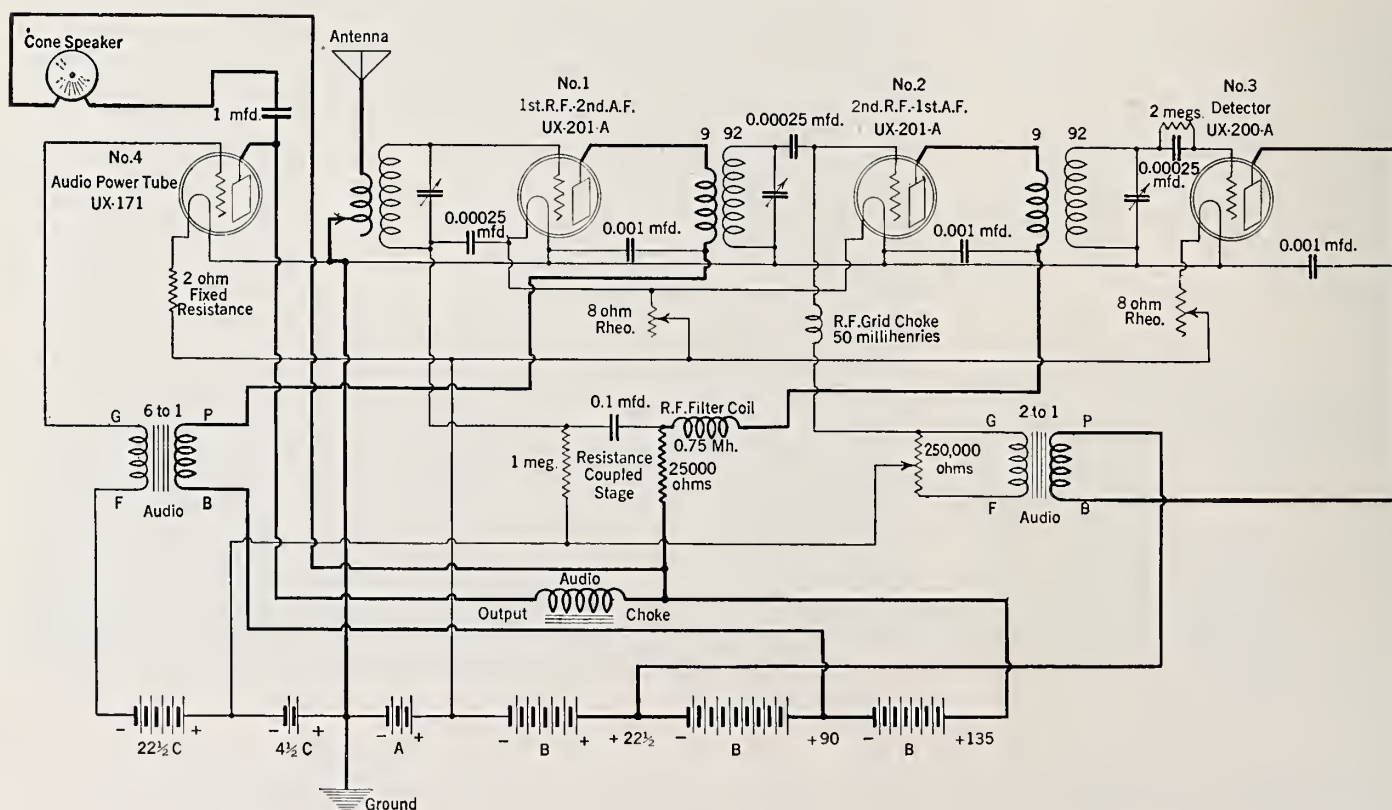 Cone Speaker
1 mfd.
No.4
Audio Power Tube
UX-171
2 ohm
Fixed
Resistance
Antenna
No.1
1st.R.F.-2nd.A.F.
UX-201-A
0.00025
mfd
0.001 mfd.
9
92
0.00025 mfd.
No.2
2nd.R.F.-1st.A.F.
UX-201-A
0.001 mfd.
9
92
2 megs.
0.00025
mfd.
No.3
Detector
UX-200-A
0.001 mfd.
8 ohm
Rheo.
R.F.Grid Choke
50 millihenries
8 ohm
Rheo.
G
6 to 1
P
F
B
Audio
1 meg.
0.1 mfd.
Resistance
Coupled
Stage
R.F.Filter Coil
0.75 Mh.
25000
ohms
250,000
ohms
G
2 to 1
P
F
B
Audio
Audio
Output
Choke
- +
22½ C
- +
4½ C
- +
A
- +
B
+ 22½
-
B
+90
-
B
+135
Ground